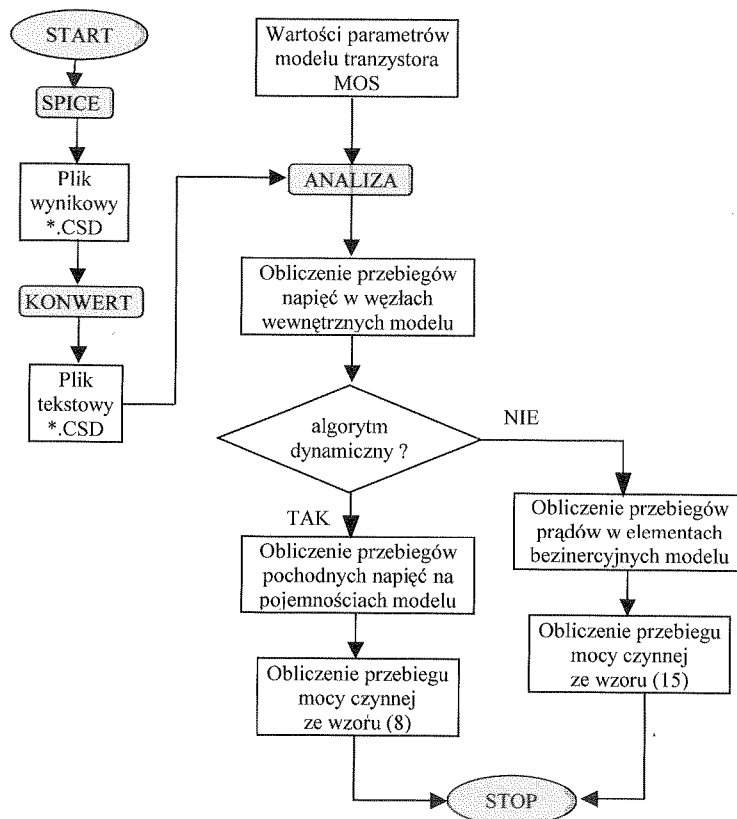 START
SPICE
Plik
wynikowy
*.CSD
KONWERT
Plik
tekstowy
*.CSD
Wartości parametrów
modelu tranzystora
MOS
ANALIZA
Obliczenie przebiegów
napięć w węzłach
wewnętrznych modelu
algorytm
dynamiczny ?
NIE
TAK
Obliczenie przebiegów
pochodnych napięć na
pojemnościach modelu
Obliczenie przebiegu
mocy czynnej
ze wzoru (8)
Obliczenie przebiegów
prądów w elementach
bezinercyjnych modelu
Obliczenie przebiegu
mocy czynnej
ze wzoru (15)
STOP